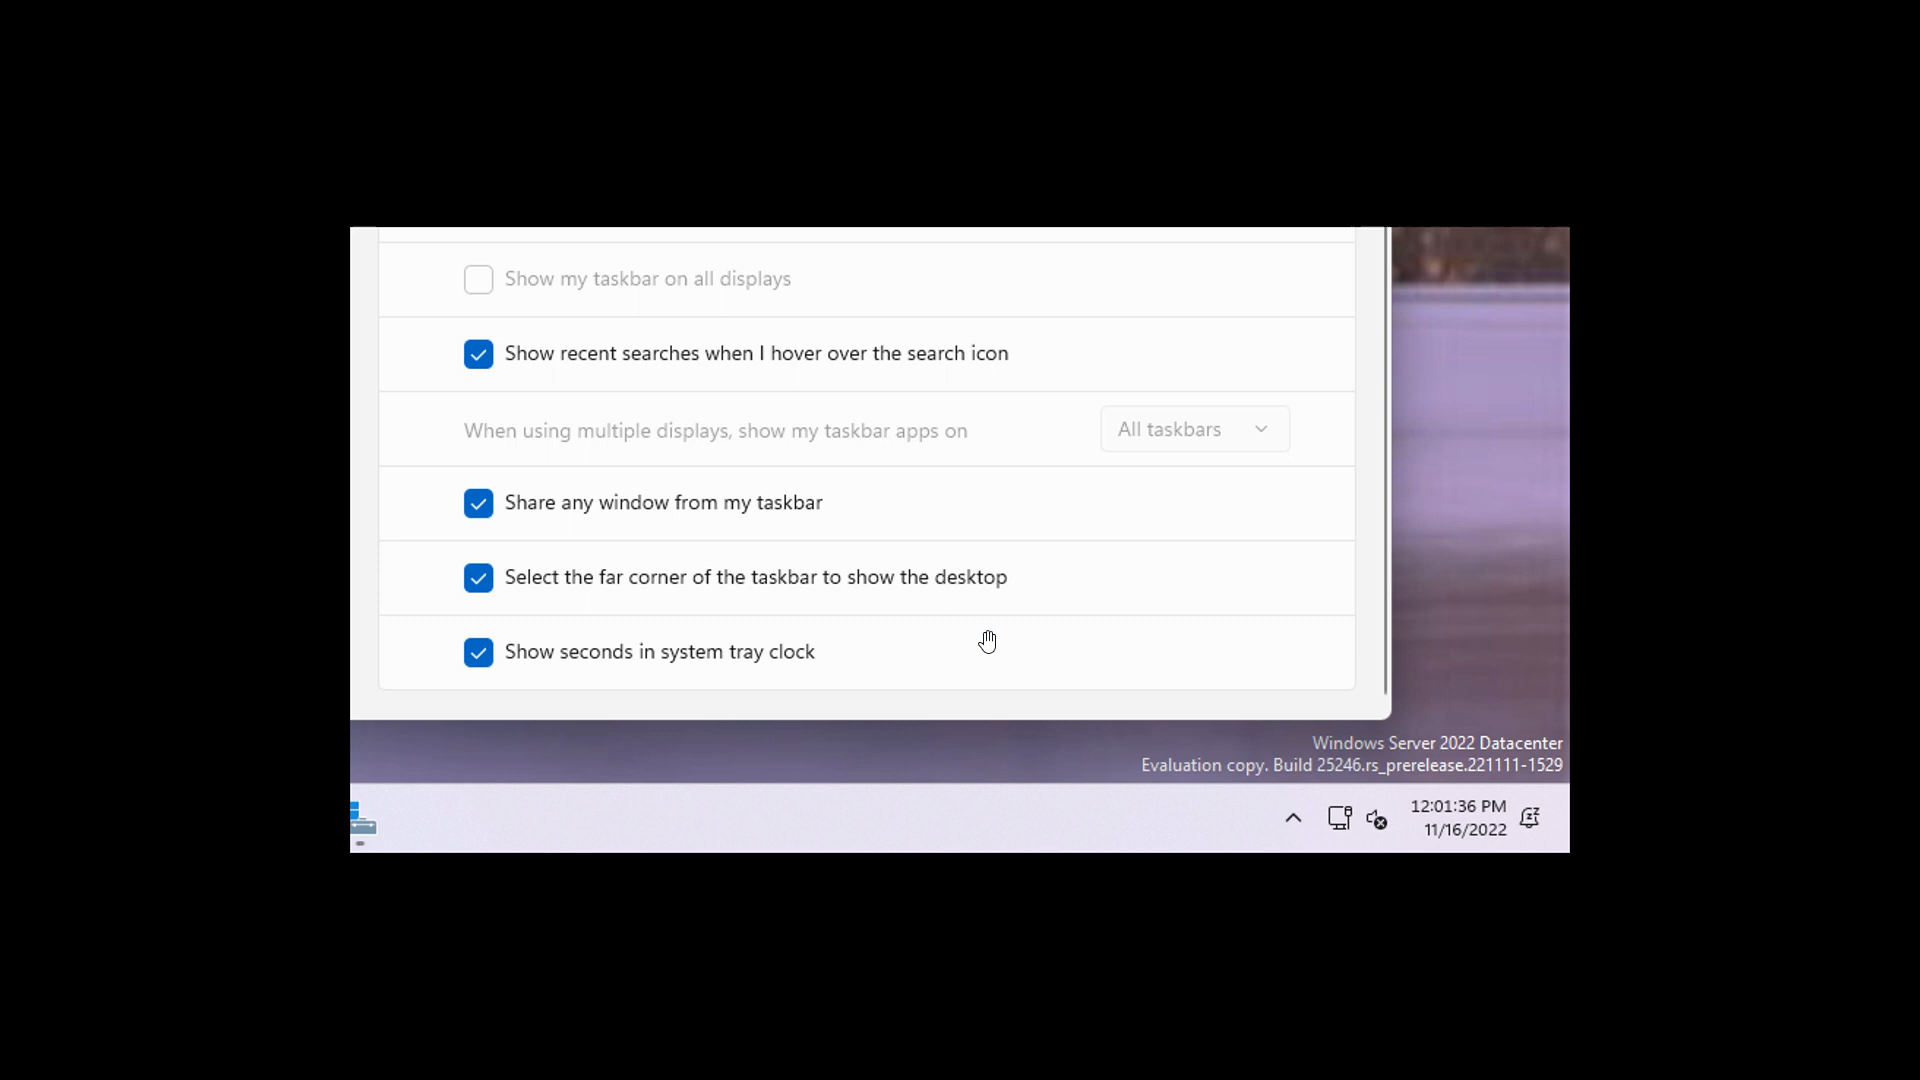 Show my taskbar on all displays
Show recent searches when I hover over the search icon
When using multiple displays, show my taskbar apps on
All taskbars
Share any window from my taskbar
Select the far corner of the taskbar to show the desktop
Show seconds in system tray clock
Windows Server 2022 Datacenter
Evaluation copy. Build 25246.rs_prerelease.221111-1529
12:01:36 PM
11/16/2022